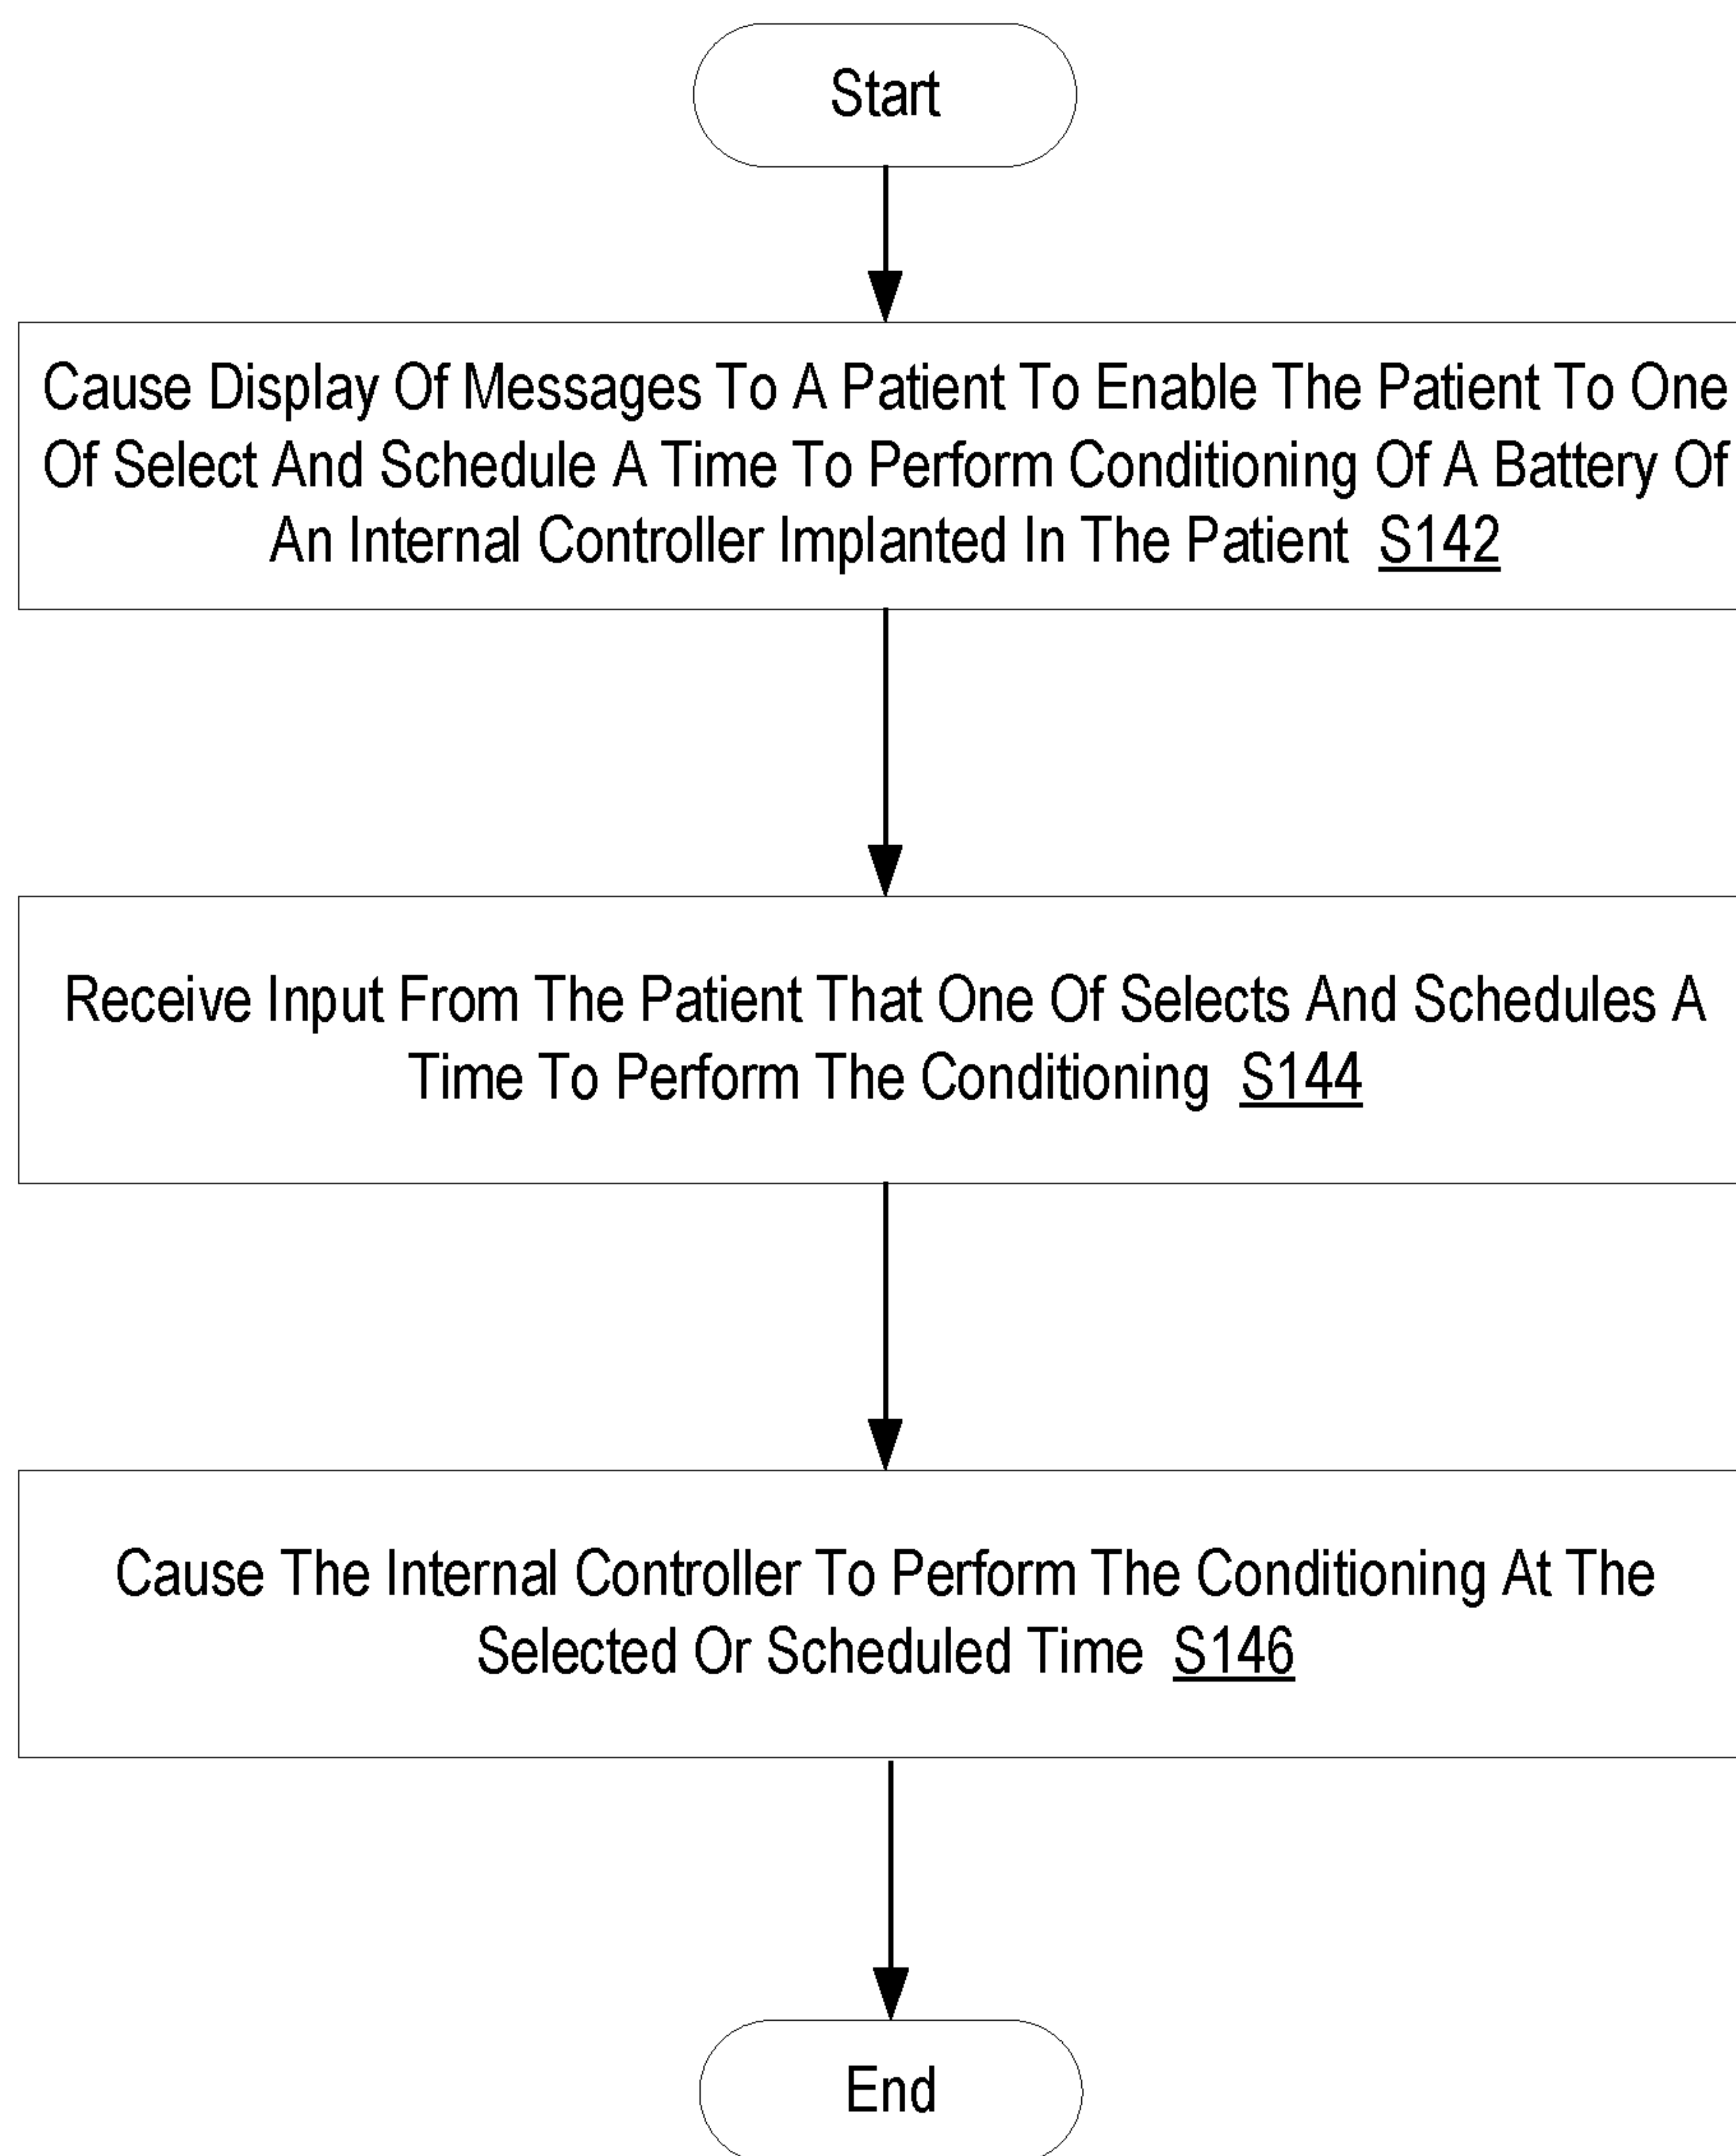 Start
Cause Display Of Messages To A Patient To Enable The Patient To One
Of Select And Schedule A Time To Perform Conditioning Of A Battery Of
An Internal Controller Implanted In The Patient S142
Receive Input From The Patient That One Of Selects And Schedules A
Time To Perform The Conditioning S144
Cause The Internal Controller To Perform The Conditioning At The
Selected Or Scheduled Time S146
End